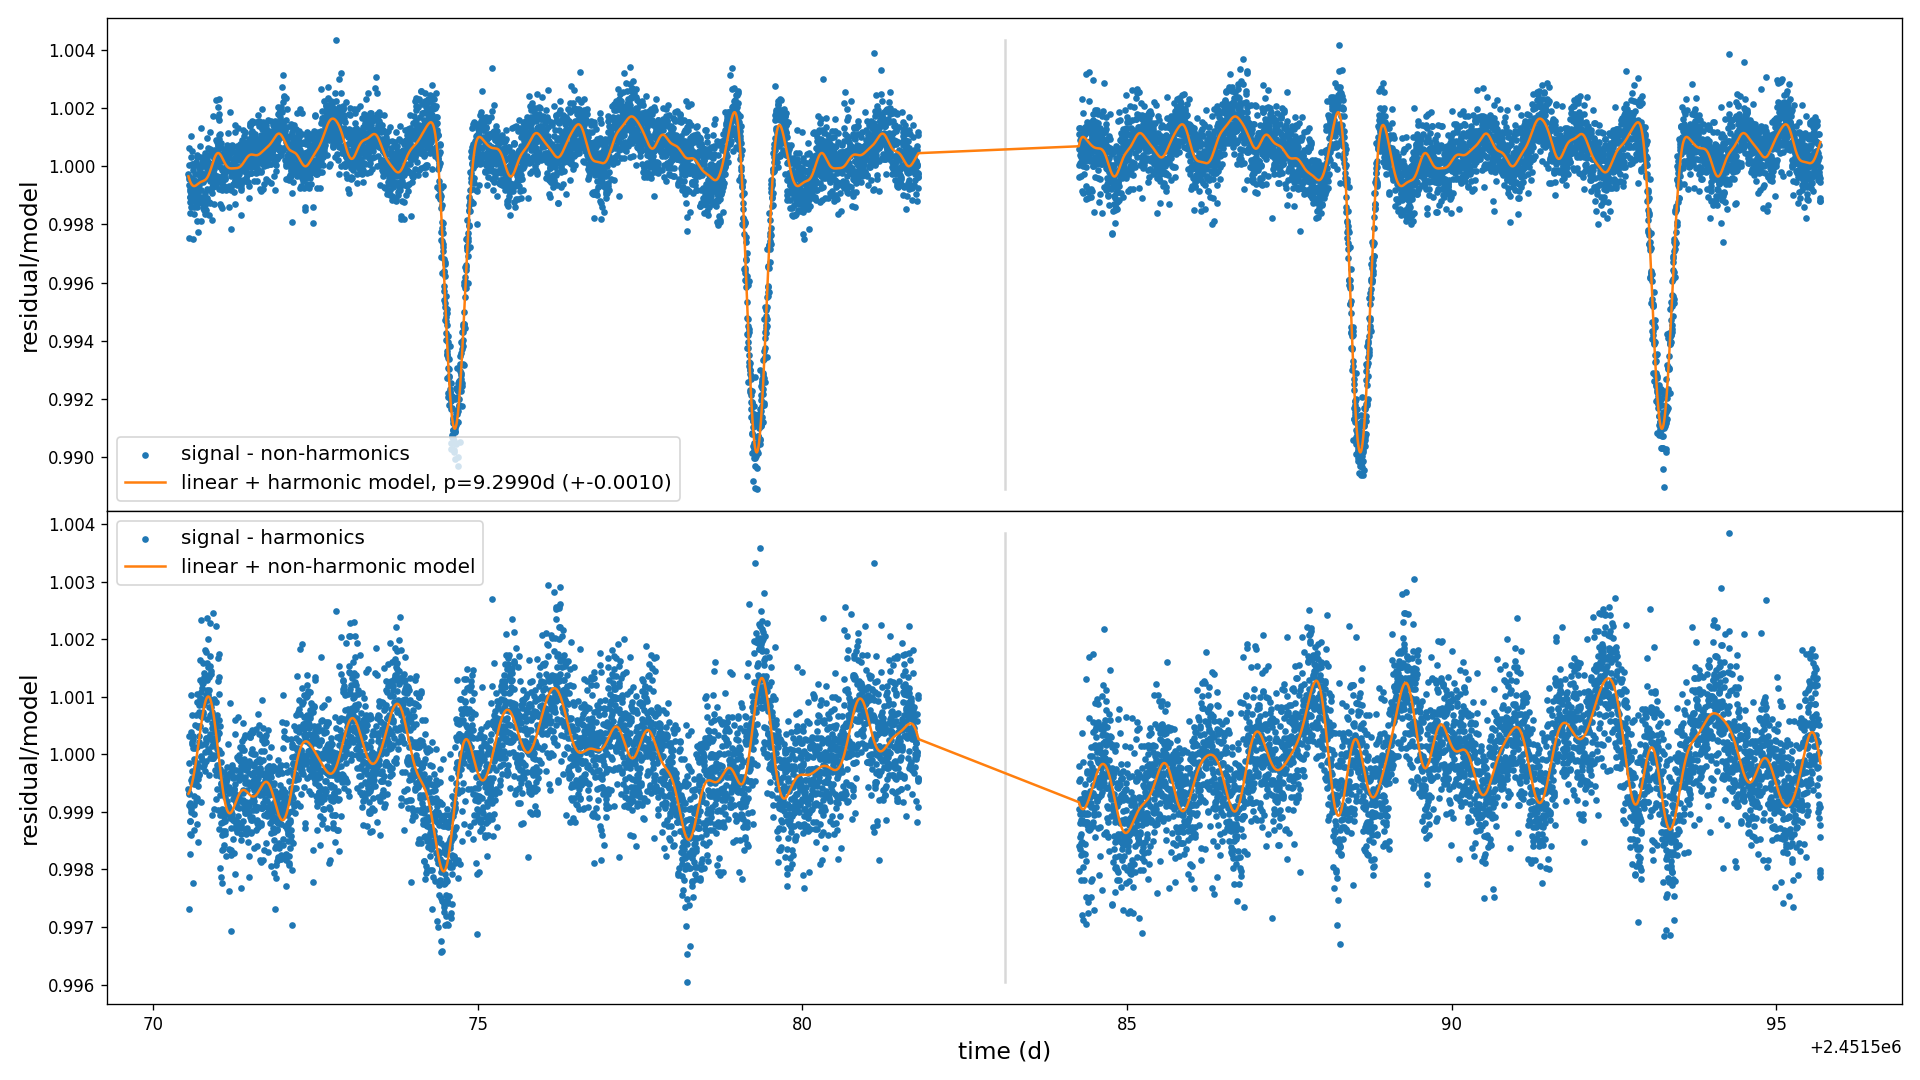 1.004
1.002
1.000
0.998
0.996
0.994
0.992
0.990
residual/model
signal - non-harmonics
linear + harmonic model, p=9.2990d (+-0.0010)
1.004
1.003
1.002
1.001
1.000
0.999
0.998
0.997
0.996
residual/model
signal - harmonics
linear + non-harmonic model
70 75 80 85 90 95
time (d)
+2.4515e6